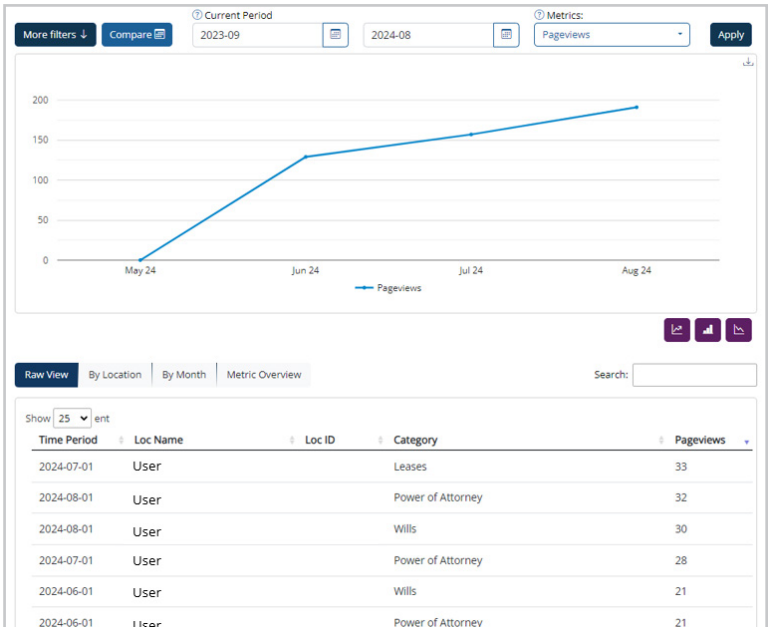 Current Period
Metrics:
More filters ↓ Compare 2023-09 2024-08 Pageviews Apply
200
150
100
50
0
May 24 Jun 24 Jul 24 Aug 24
Pageviews
Raw View By Location By Month Metric Overview Search:
Show 25 ent
Time Period Loc Name Loc ID Category Pageviews
2024-07-01 User Leases 33
2024-08-01 User Power of Attorney 32
2024-08-01 User Wills 30
2024-07-01 User Power of Attorney 28
2024-06-01 User Wills 21
2024-06-01 User Power of Attorney 21